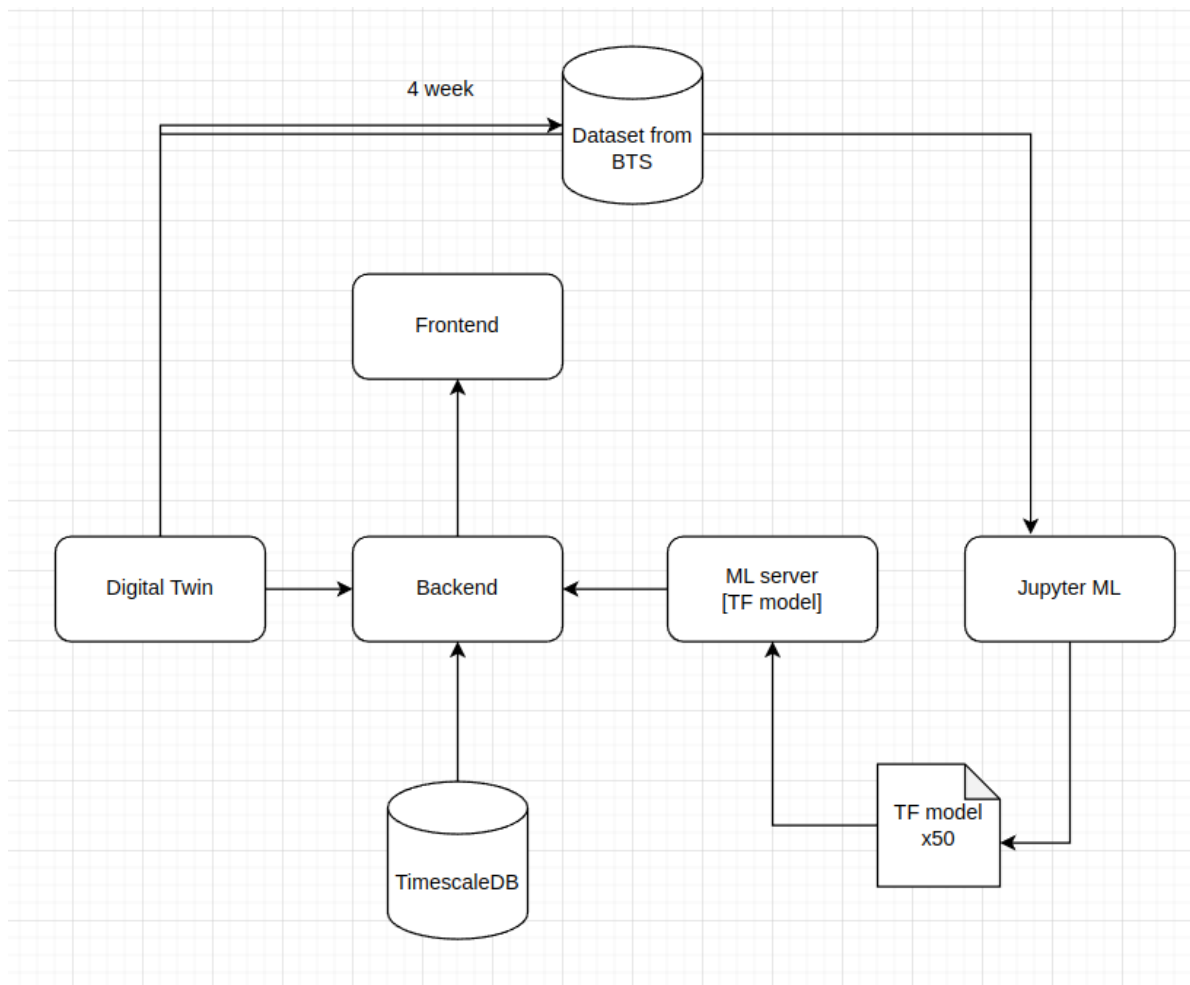 4 week
Dataset from
BTS
Frontend
Digital Twin
Backend
ML server
[TF model]
Jupyter ML
TF model
x50
TimescaleDB